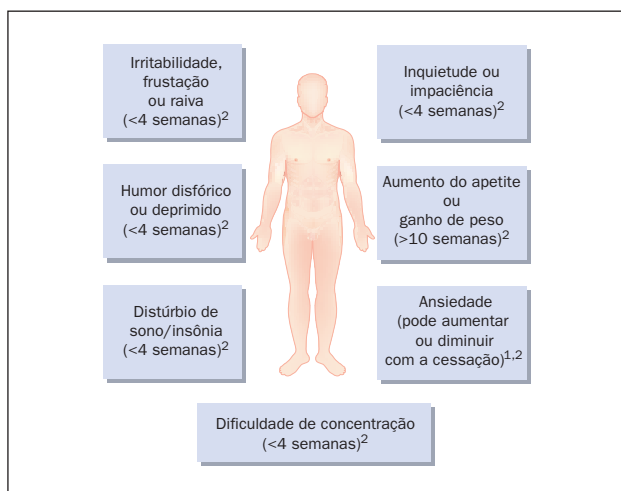 Irritabilidade,
frustação
ou raiva
(<4 semanas)2
Inquietude ou
impaciência
(<4 semanas)2
Humor disfórico
ou deprimido
(<4 semanas)2
Aumento do apetite
ou
ganho de peso
(>10 semanas)2
Distúrbio de
sono/insônia
(<4 semanas)2
Ansiedade
(pode aumentar
ou diminuir
com a cessação)1,2
Dificuldade de concentração
(<4 semanas)2